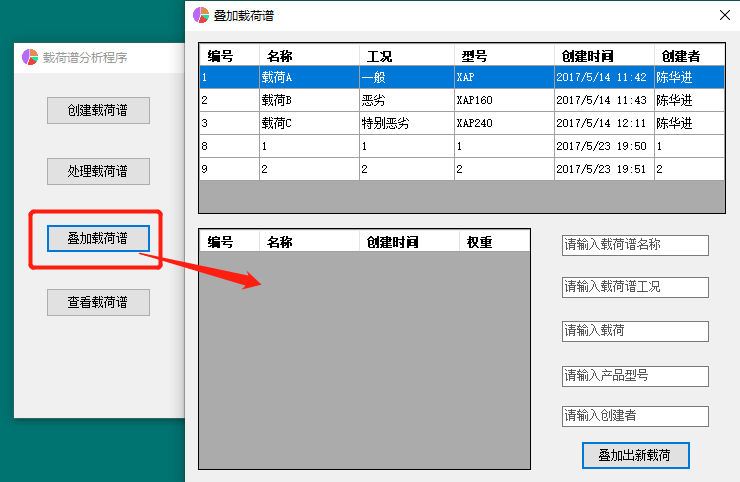 载荷谱分析程序
创建载荷谱
处理载荷谱
叠加载荷谱
查看载荷谱
叠加载荷谱
编号 名称 工况 型号 创建时间 创建者
1 载荷A 一般 XAP 2017/5/14 11:42 陈华进
2 载荷B 恶劣 XAP160 2017/5/14 11:43 陈华进
3 载荷C 特别恶劣 XAP240 2017/5/14 12:11 陈华进
8 1 1 1 2017/5/23 19:50 1
9 2 2 2 2017/5/23 19:51 2
编号 名称 创建时间 权重
请输入载荷谱名称
请输入载荷谱工况
请输入载荷
请输入产品型号
请输入创建者
叠加出新载荷